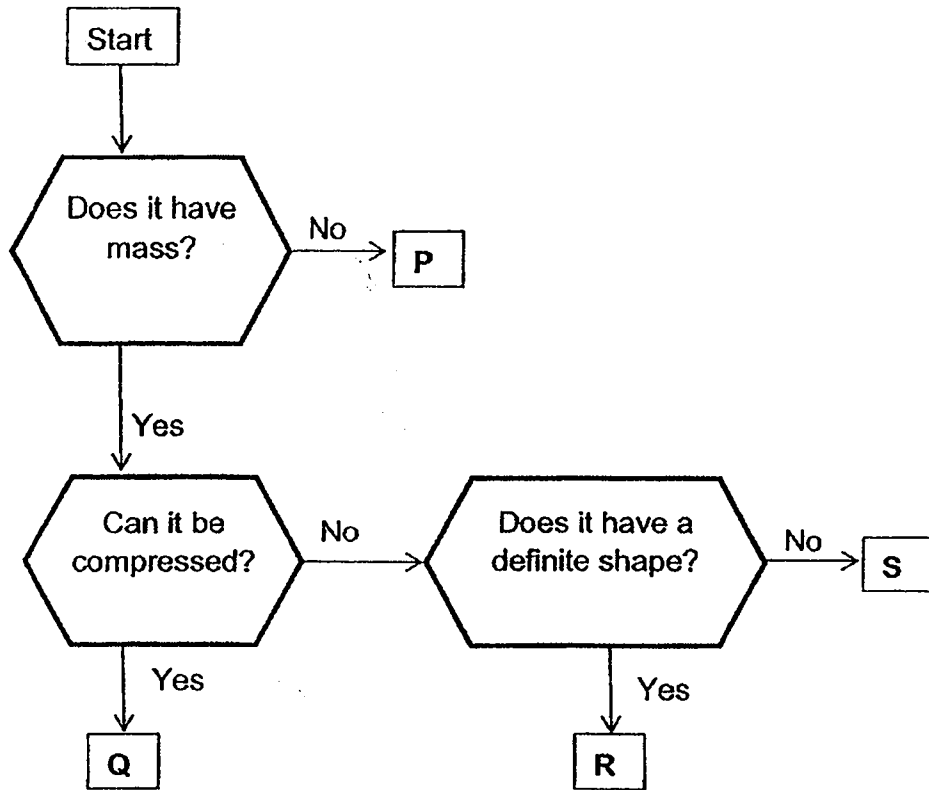 Start
Does it have
mass?
No
P
Yes
Can it be
compressed?
No
Does it have a
definite shape?
No
S
Yes
Q
Yes
R